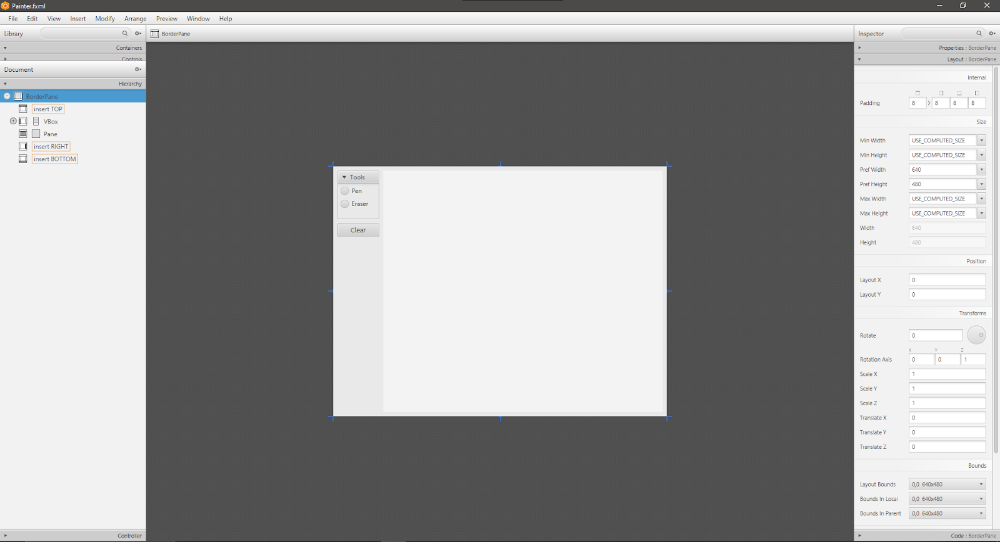 Painter.fxml
File Edit View Insert Modify Arrange Preview Window Help
Library
Containers
Controls
Document
Hierarchy
BorderPane
insert TOP
VBox
Pane
insert RIGHT
insert BOTTOM
Controller
BorderPane
Tools
Pen
Eraser
Clear
Inspector
Properties : BorderPane
Layout : BorderPane
Internal
Padding 8 8 8 8
Size
Min Width USE_COMPUTED_SIZE
Min Height USE_COMPUTED_SIZE
Pref Width 640
Pref Height 480
Max Width USE_COMPUTED_SIZE
Max Height USE_COMPUTED_SIZE
Width 640
Height 480
Position
Layout X 0
Layout Y 0
Transforms
Rotate 0
X Y Z
Rotation Axis 0 0 1
Scale X 1
Scale Y 1
Scale Z 1
Translate X 0
Translate Y 0
Translate Z 0
Bounds
Layout Bounds 0,0 640x480
Bounds In Local 0,0 640x480
Bounds In Parent 0,0 640x480
Code : BorderPane